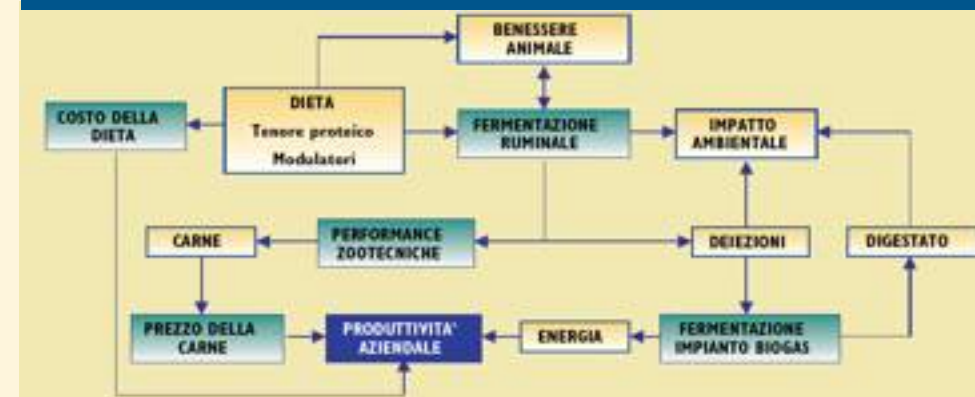 BENESSERE
ANIMALE
COSTO DELLA
DIETA
DIETA
Tenore proteico
Modulatori
FERMENTAZIONE
RUMINALE
IMPATTO
AMBIENTALE
CARNE
PERFORMANCE
ZOOTECNICHE
DEIEZIONI
DIGESTATO
PREZZO DELLA
CARNE
PRODUTTIVITA'
AZIENDALE
ENERGIA
FERMENTAZIONE
IMPIANTO BIOGAS